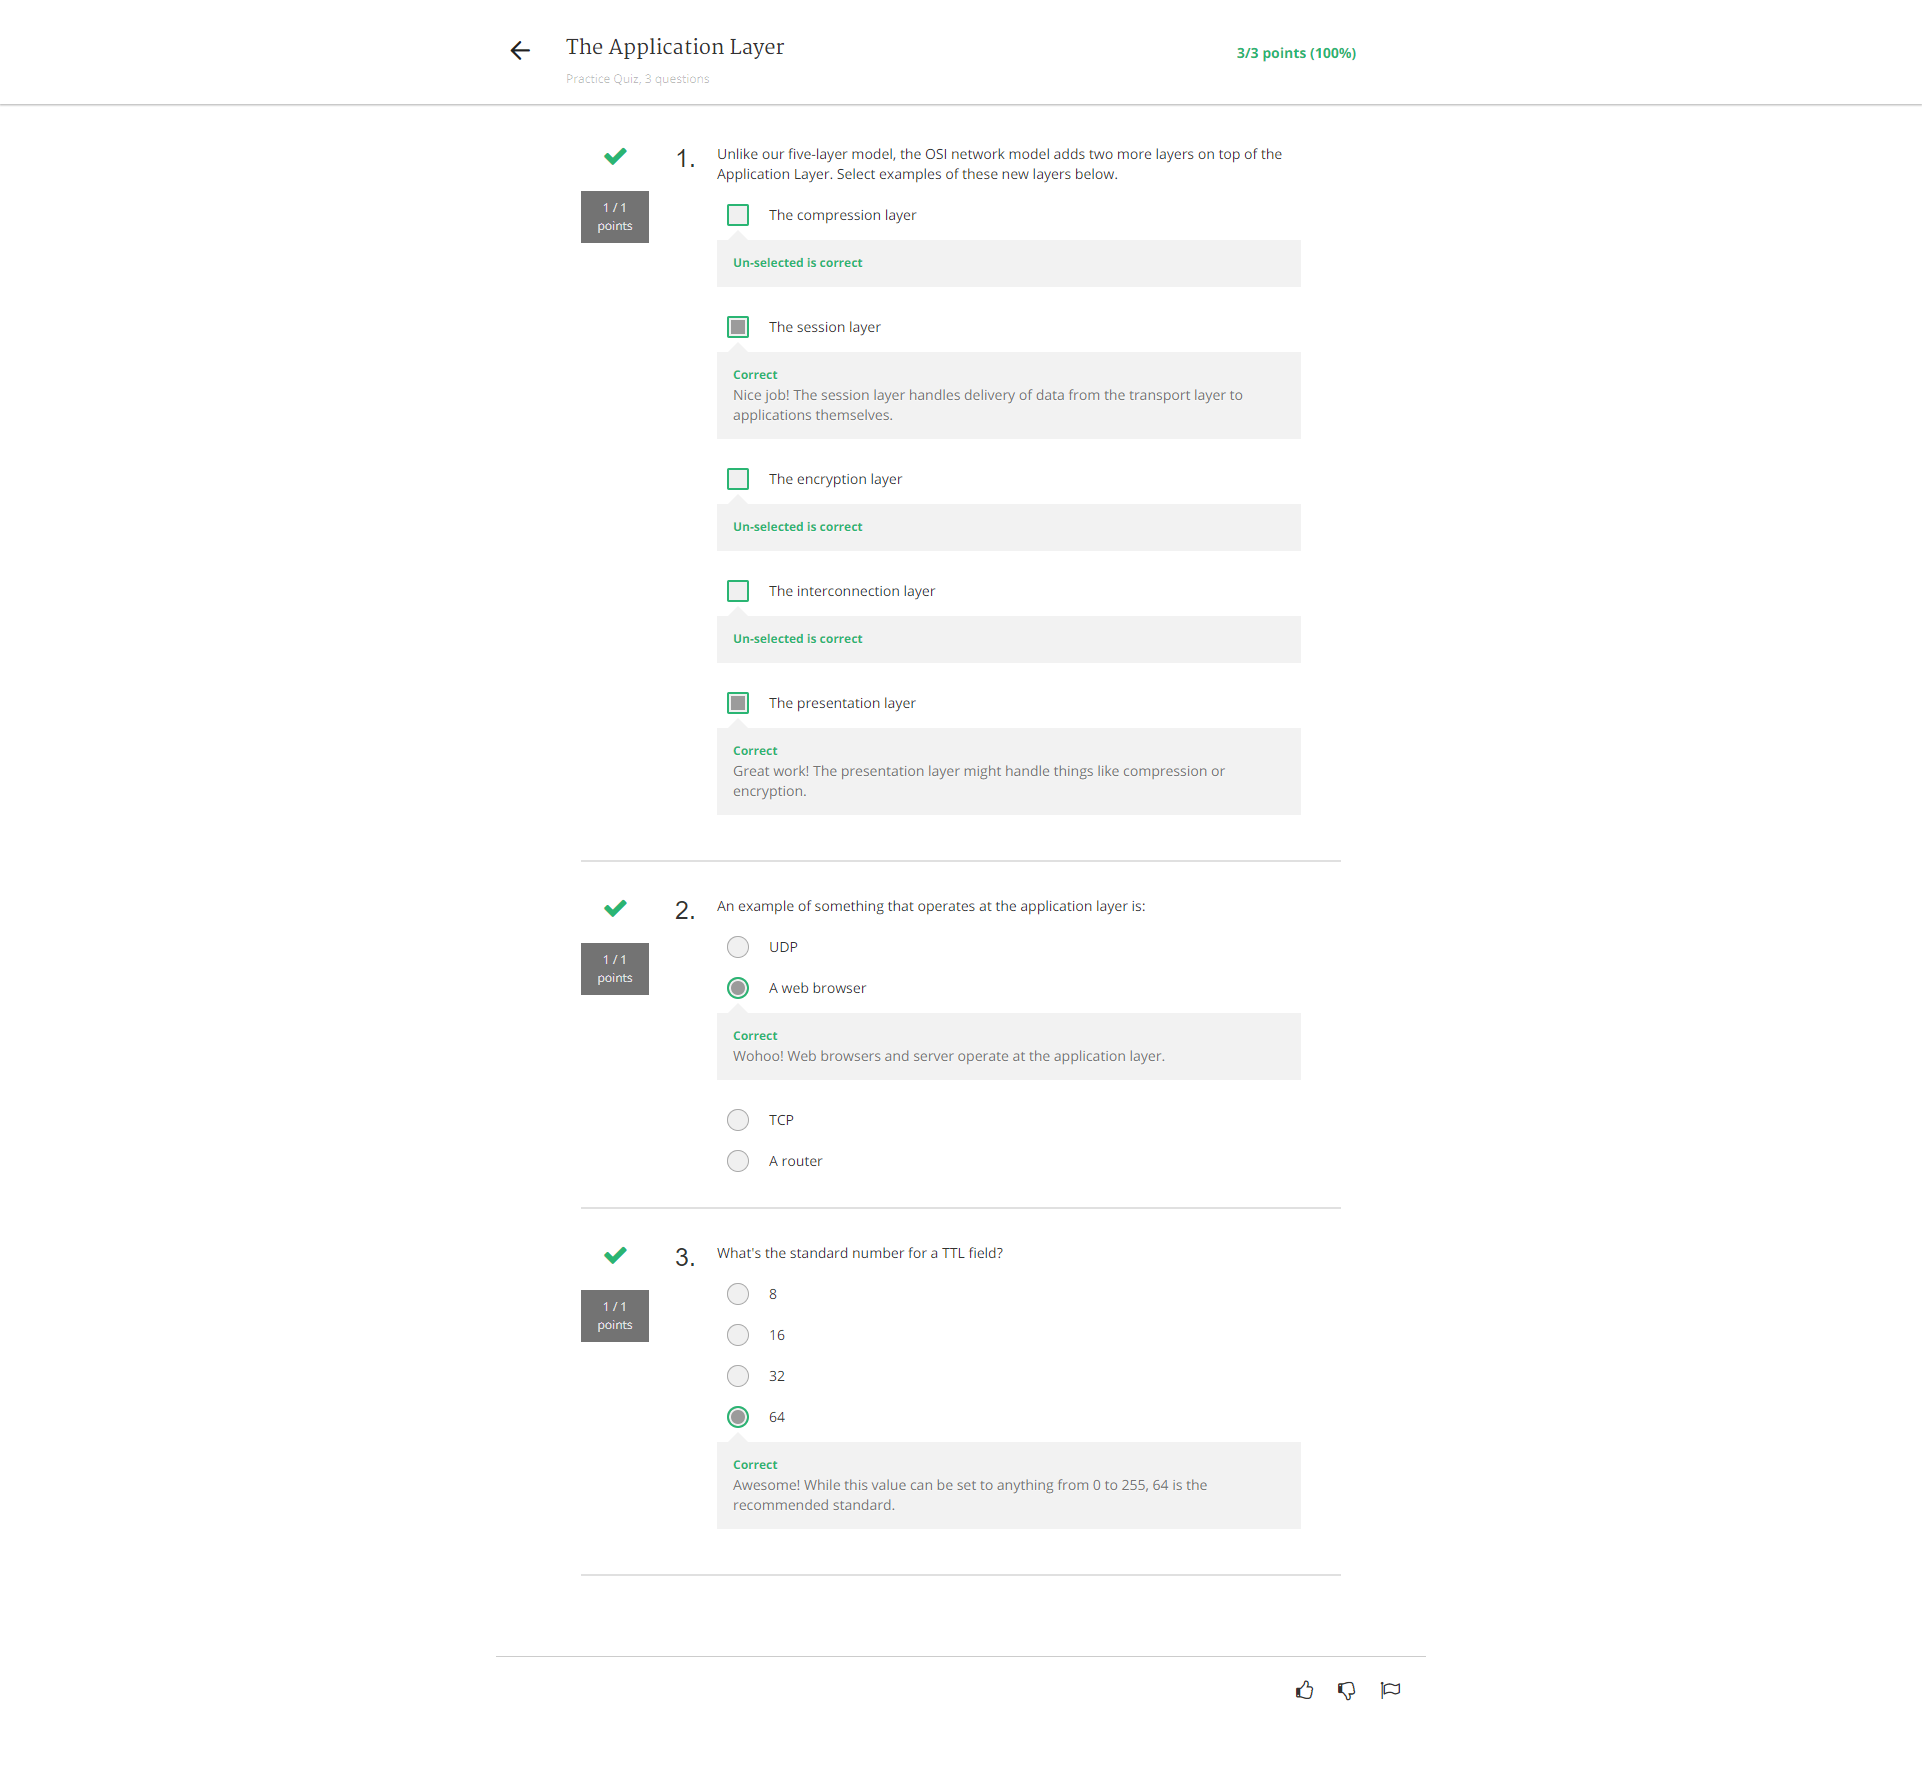 The Application Layer
3/3 points (100%)
Practice Quiz, 3 questions
1 / 1
points
1.
Unlike our five-layer model, the OSI network model adds two more layers on top of the
Application Layer. Select examples of these new layers below.
The compression layer
Un-selected is correct
The session layer
Correct
Nice job! The session layer handles delivery of data from the transport layer to
applications themselves.
The encryption layer
Un-selected is correct
The interconnection layer
Un-selected is correct
The presentation layer
Correct
Great work! The presentation layer might handle things like compression or
encryption.
1 / 1
points
2.
An example of something that operates at the application layer is:
UDP
A web browser
Correct
Wohoo! Web browsers and server operate at the application layer.
TCP
A router
1 / 1
points
3.
What's the standard number for a TTL field?
8
16
32
64
Correct
Awesome! While this value can be set to anything from 0 to 255, 64 is the
recommended standard.